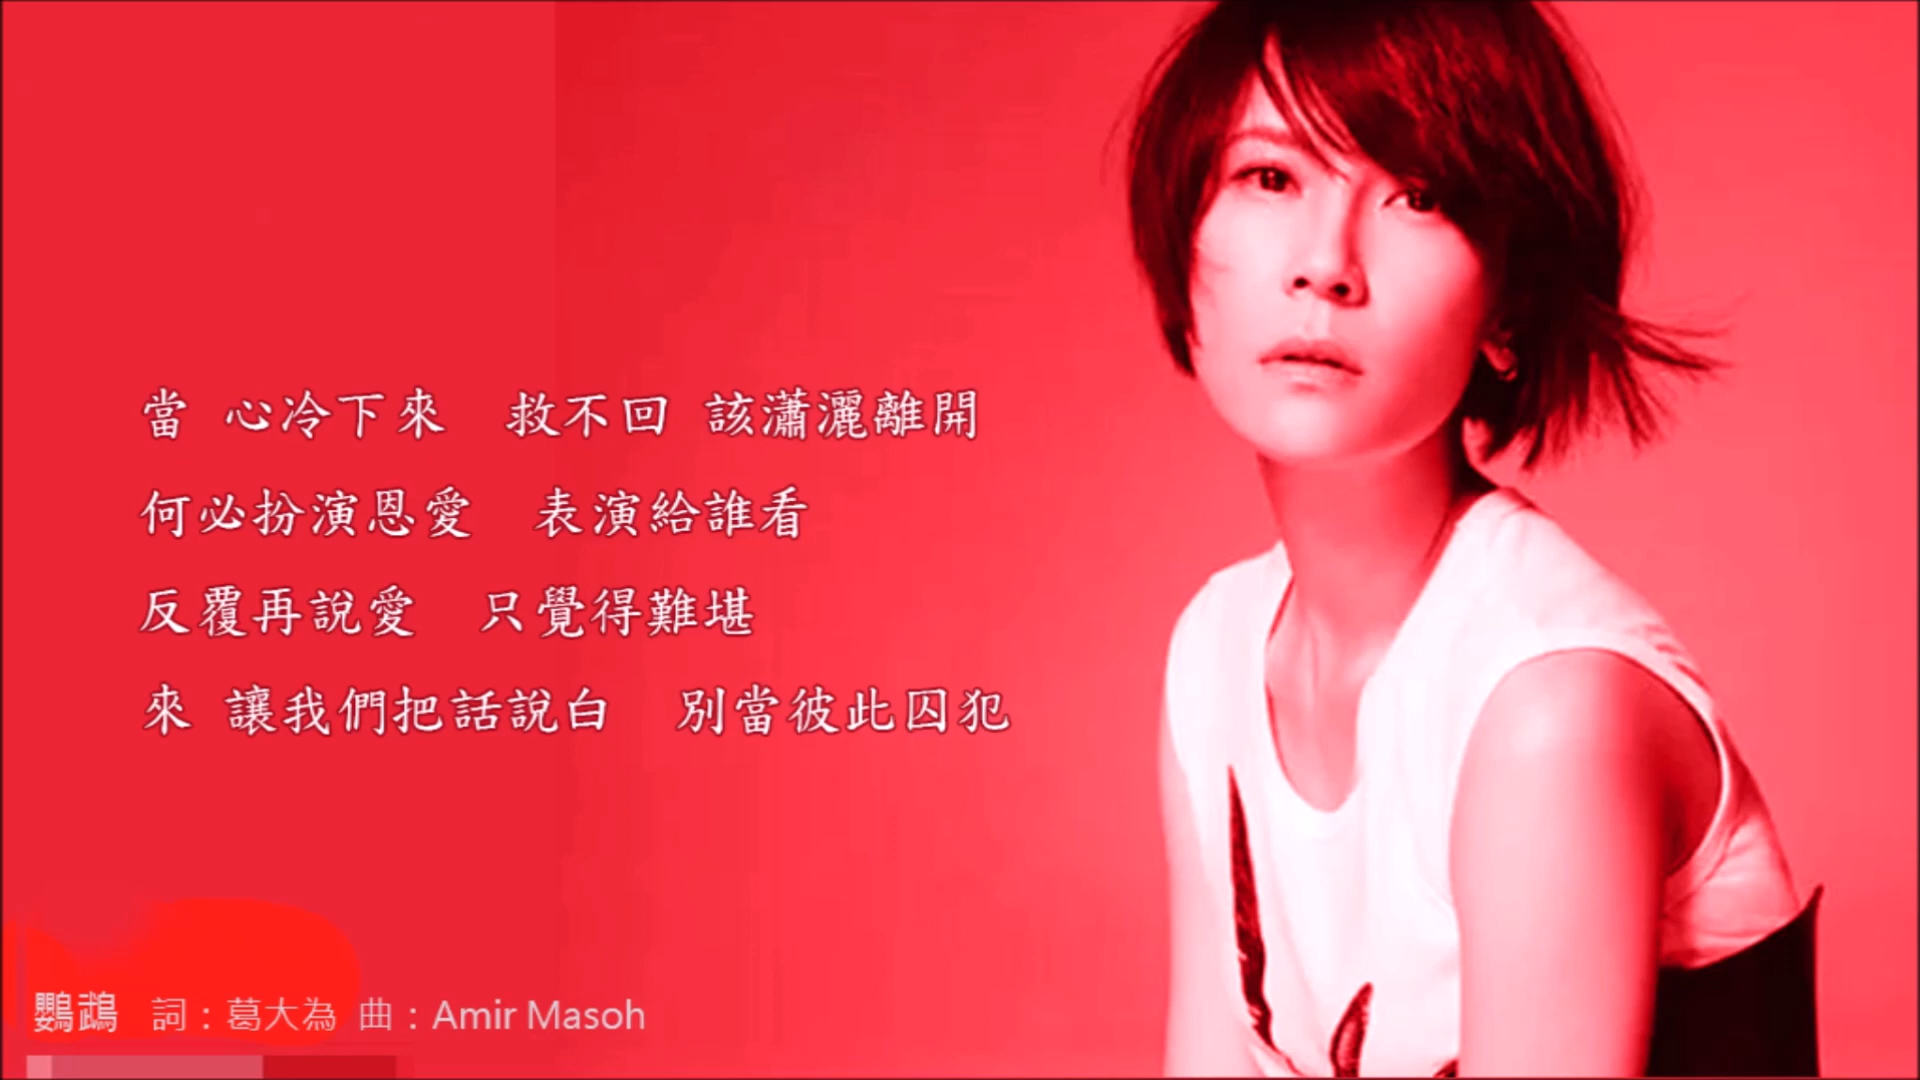 當 心冷下來 救不回 該瀟灑離開
何必扮演恩愛 表演給誰看
反覆再說愛 只覺得難堪
來 讓我們把話說白 別當彼此囚犯
鸚鵡 詞：葛大為 曲：Amir Masoh